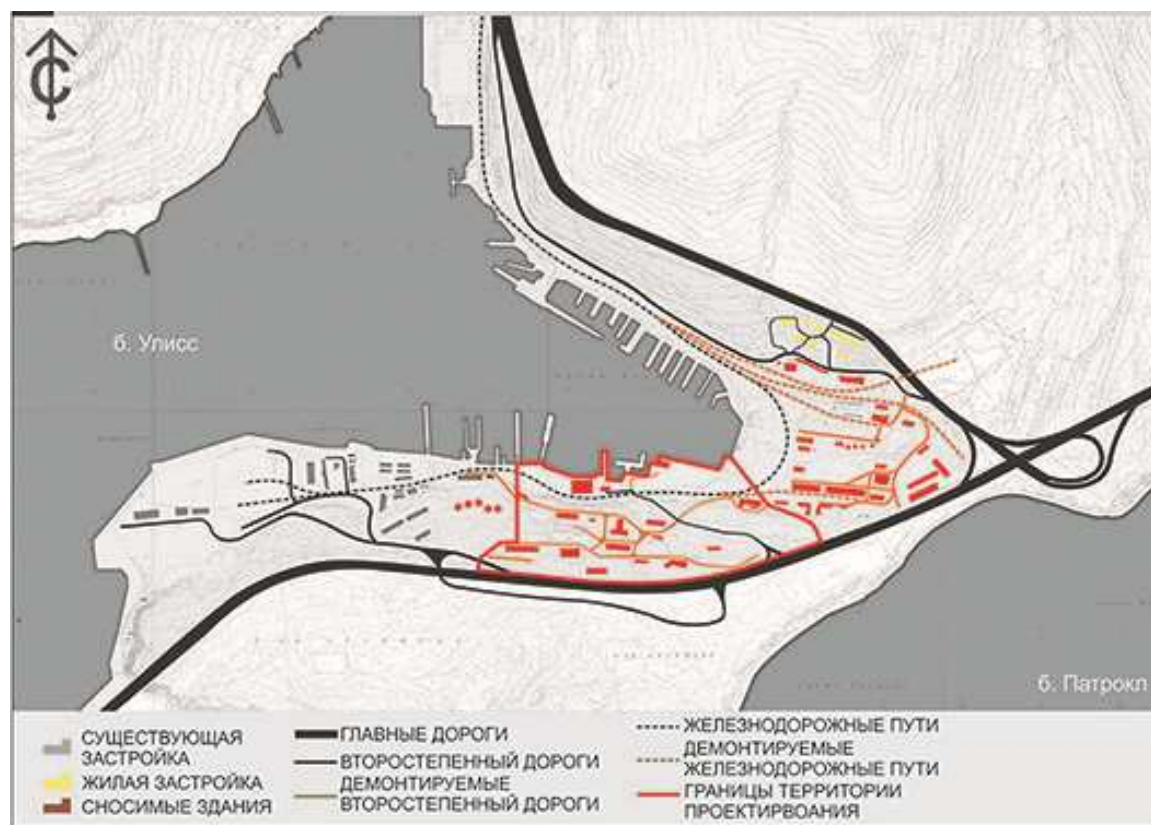 С
б. Улисс
б. Патрокл
СУЩЕСТВУЮЩАЯ
ЗАСТРОЙКА
ЖИЛАЯ ЗАСТРОЙКА
СНОСИМЫЕ ЗДАНИЯ
ГЛАВНЫЕ ДОРОГИ
ВТОРОСТЕПЕННЫЙ ДОРОГИ
ДЕМОНТИРУЕМЫЕ
ВТОРОСТЕПЕННЫЙ ДОРОГИ
ЖЕЛЕЗНОДОРОЖНЫЕ ПУТИ
ДЕМОНТИРУЕМЫЕ
ЖЕЛЕЗНОДОРОЖНЫЕ ПУТИ
ГРАНИЦЫ ТЕРРИТОРИИ
ПРОЕКТИРВОАНИЯ